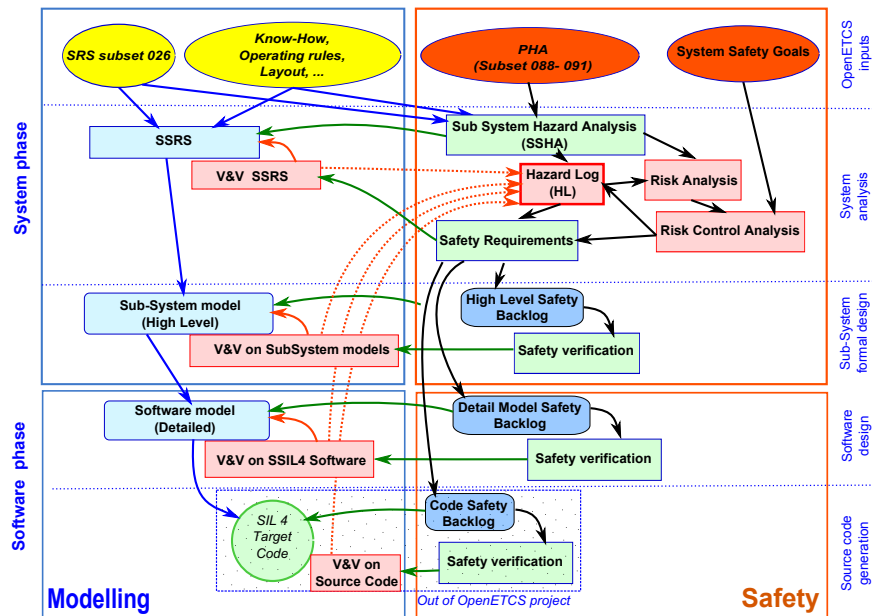 SRS subset 026
Know-How,
Operating rules,
Layout, ...
PHA
(Subset 088- 091)
System Safety Goals
OpenETCS
inputs
System phase
SSRS
V&V SSRS
Sub System Hazard Analysis
(SSHA)
Hazard Log
(HL)
Risk Analysis
Risk Control Analysis
Safety Requirements
System
analysis
Sub-System model
(High Level)
V&V on SubSystem models
High Level Safety
Backlog
Safety verification
Sub-System
formal design
Software phase
Software model
(Detailed)
V&V on SSIL4 Software
Detail Model Safety
Backlog
Safety verification
Software
design
SIL 4
Target
Code
V&V on
Source Code
Code Safety
Backlog
Safety verification
Source code
generation
Modelling
Out of OpenETCS project
Safety